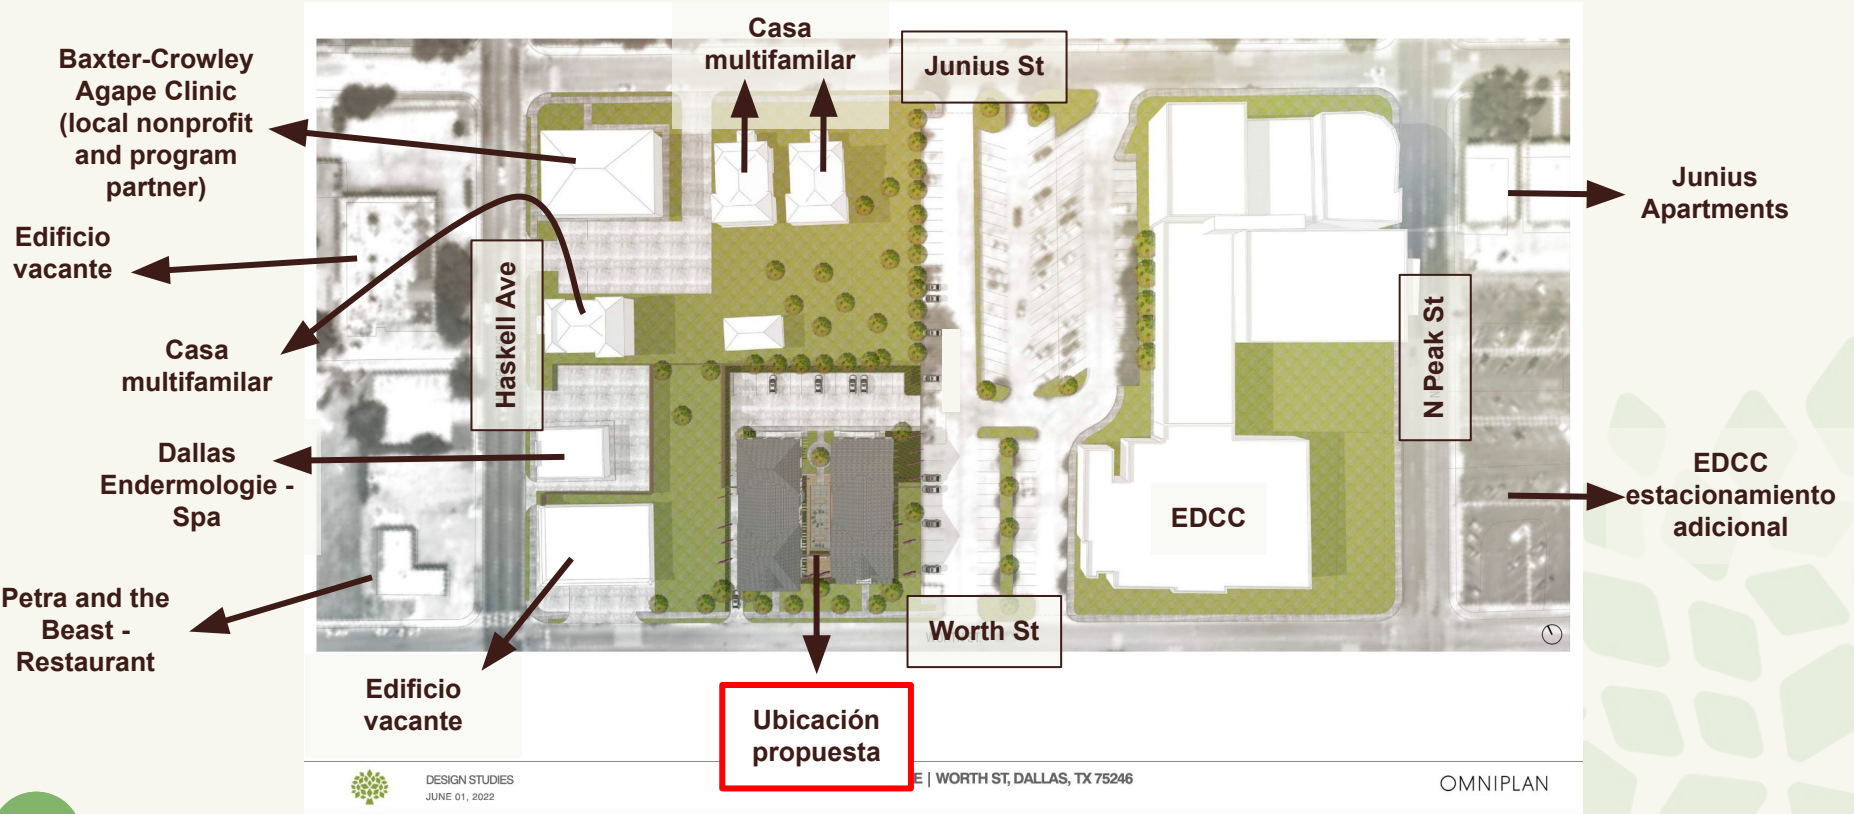 Casa
multifamilar
Junius St
Baxter-Crowley
Agape Clinic
(local nonprofit
and program
partner)
Junius
Apartments
Edificio
vacante
Haskell Ave
N Peak St
Casa
multifamilar
Dallas
Endermologie -
Spa
EDCC
EDCC
estacionamiento
adicional
Petra and the
Beast -
Restaurant
Worth St
Edificio
vacante
Ubicación
propuesta
DESIGN STUDIES
JUNE 01, 2022
E | WORTH ST, DALLAS, TX 75246
OMNIPLAN